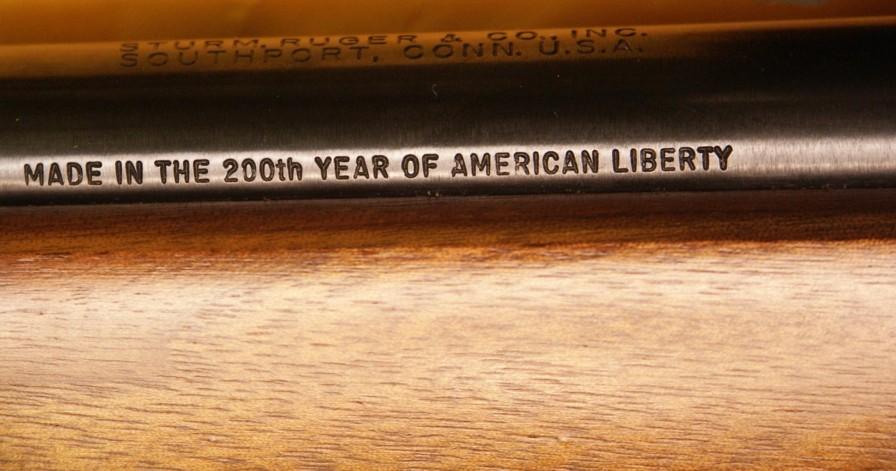 STURM, RUGER & CO., INC.
SOUTHPORT, CONN. U.S.A.
MADE IN THE 200th YEAR OF AMERICAN LIBERTY